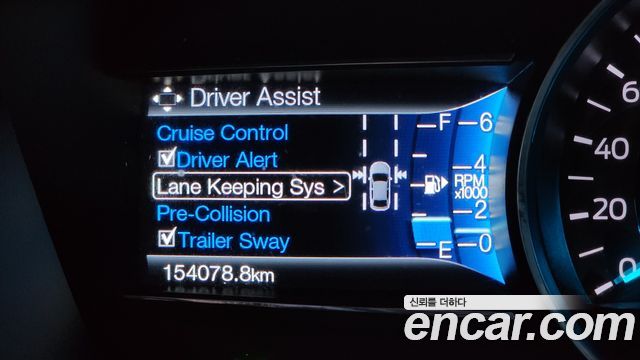 Driver Assist
Cruise Control
Driver Alert
Lane Keeping Sys >
Pre-Collision
Trailer Sway
154078.8km
F 6
4
RPM
x1000
2
E 0
6
40
20
0
신뢰를 더하다
encar.com